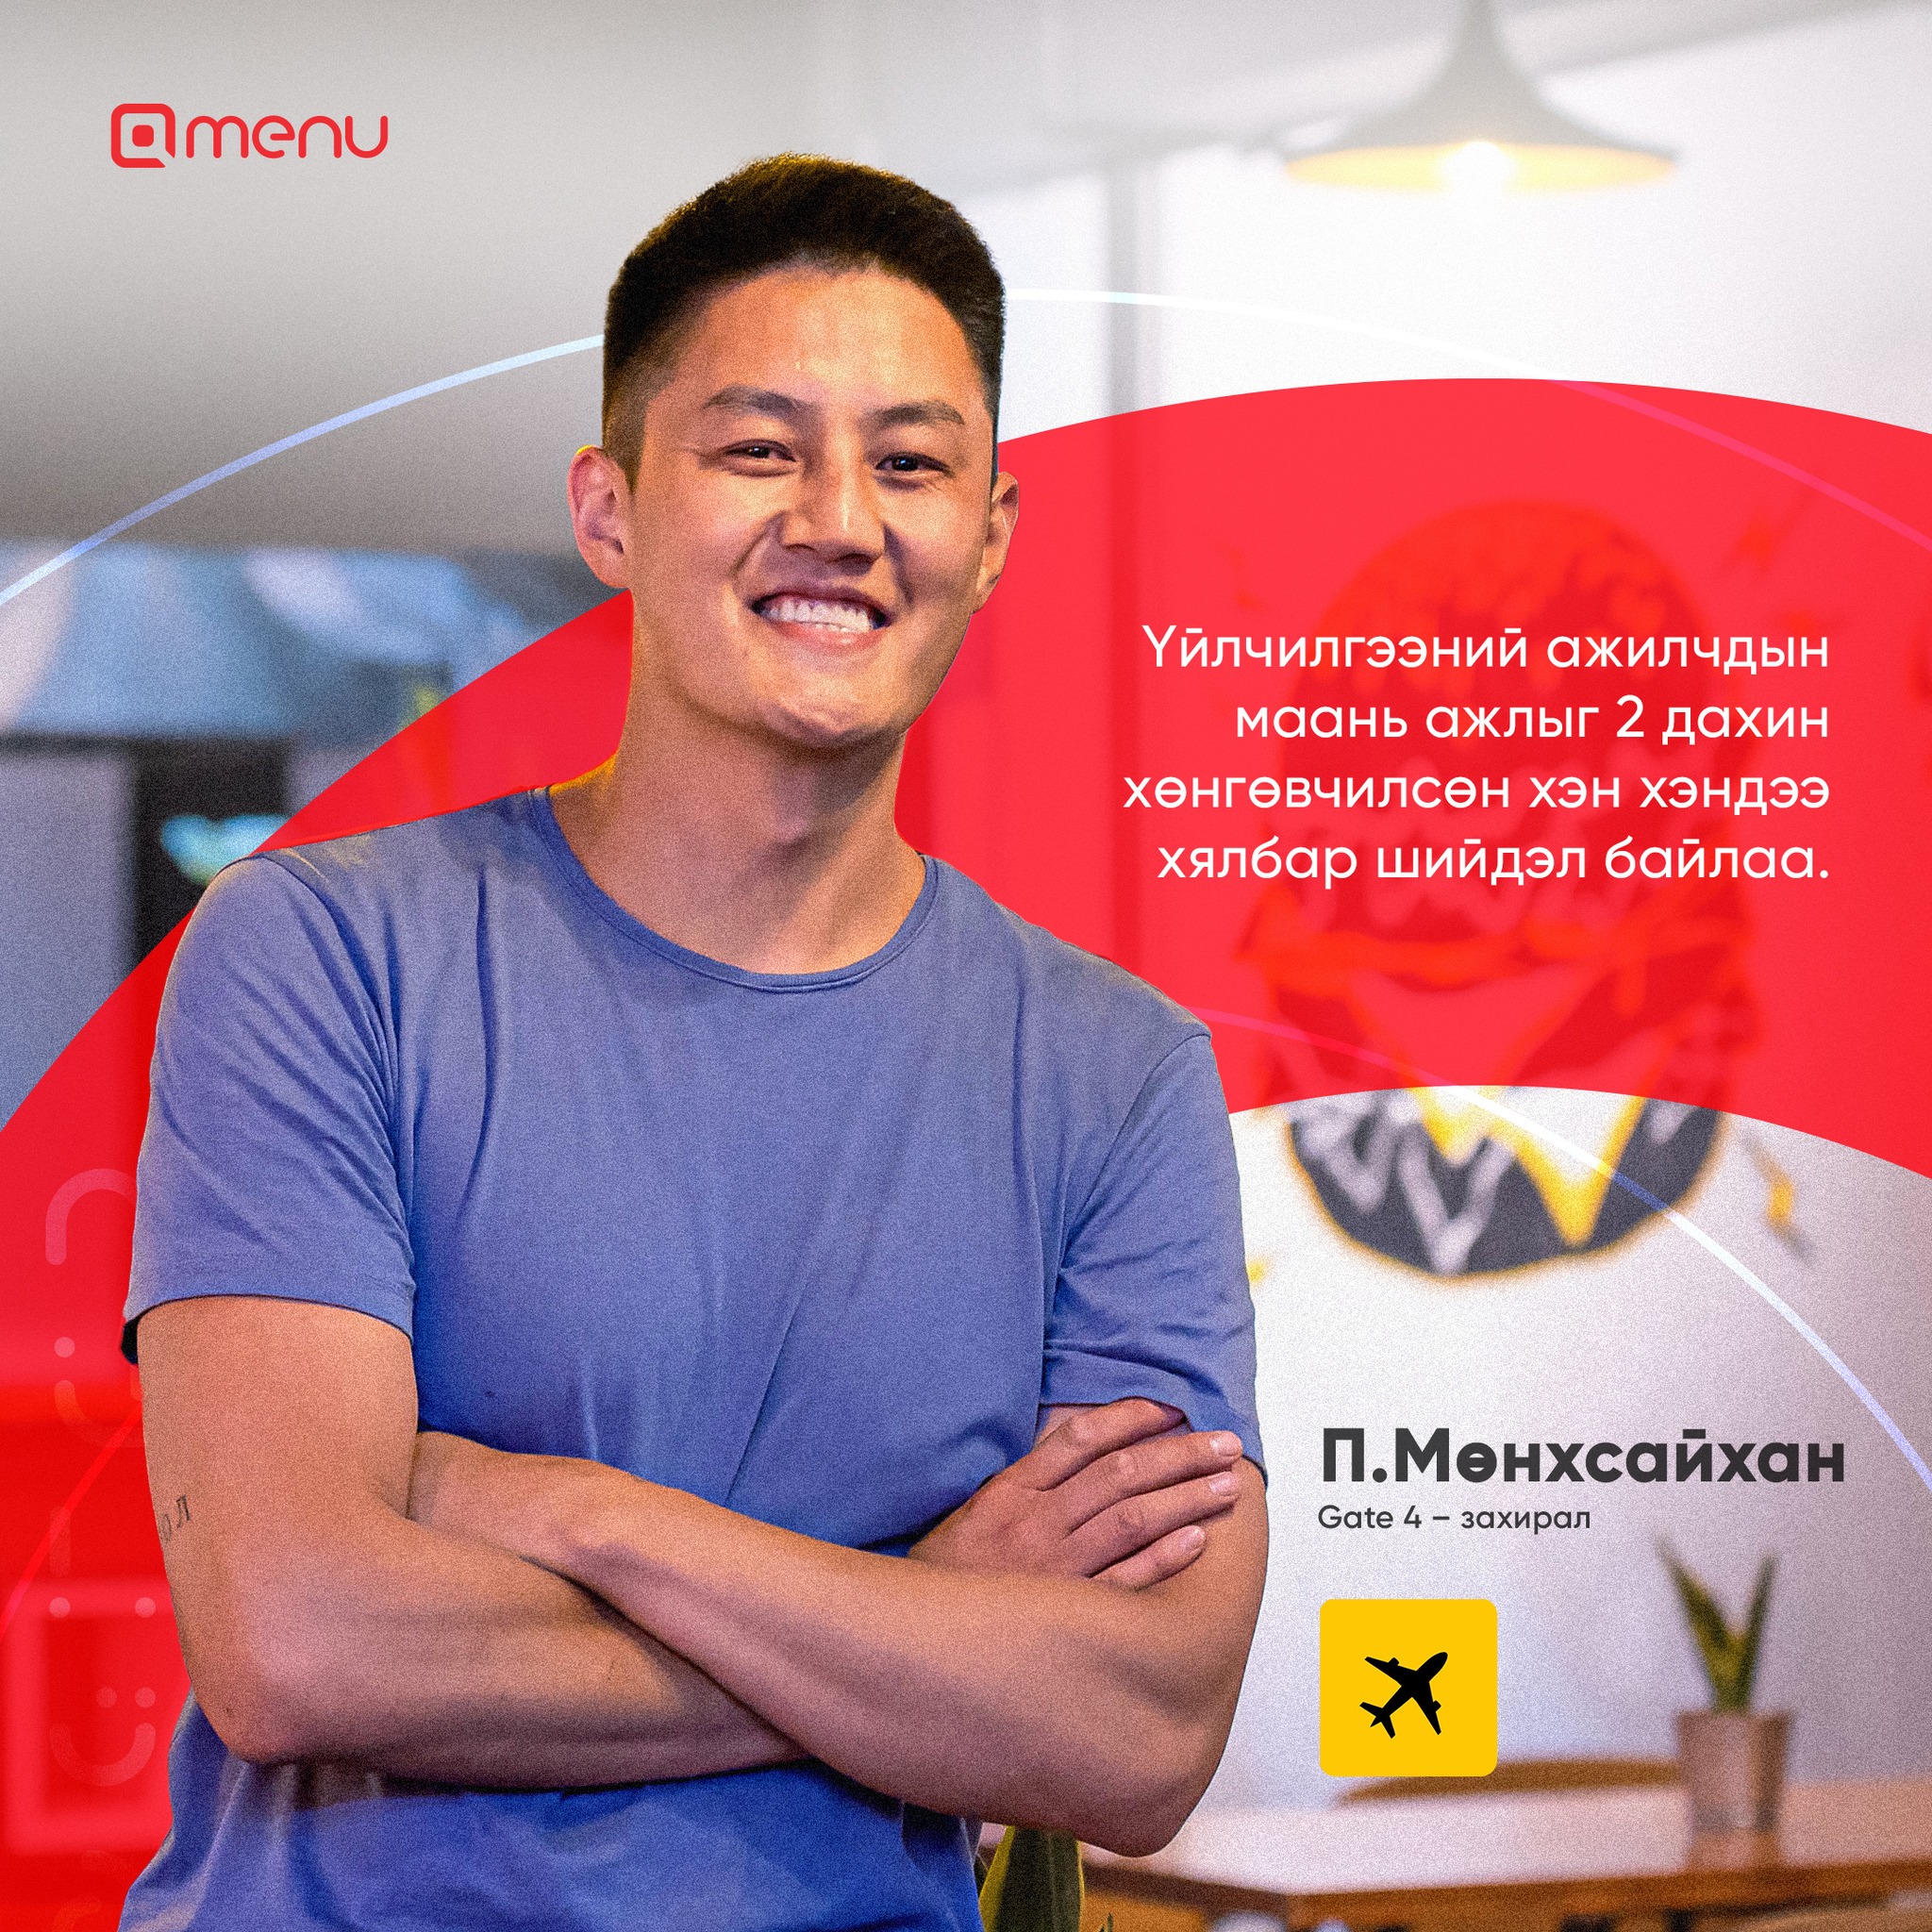 menu
Үйлчилгээний ажилчдын
маань ажлыг 2 дахин
хөнгөвчилсөн хэн хэндээ
хялбар шийдэл байлаа.
П.Мөнхсайхан
Gate 4 – захирал